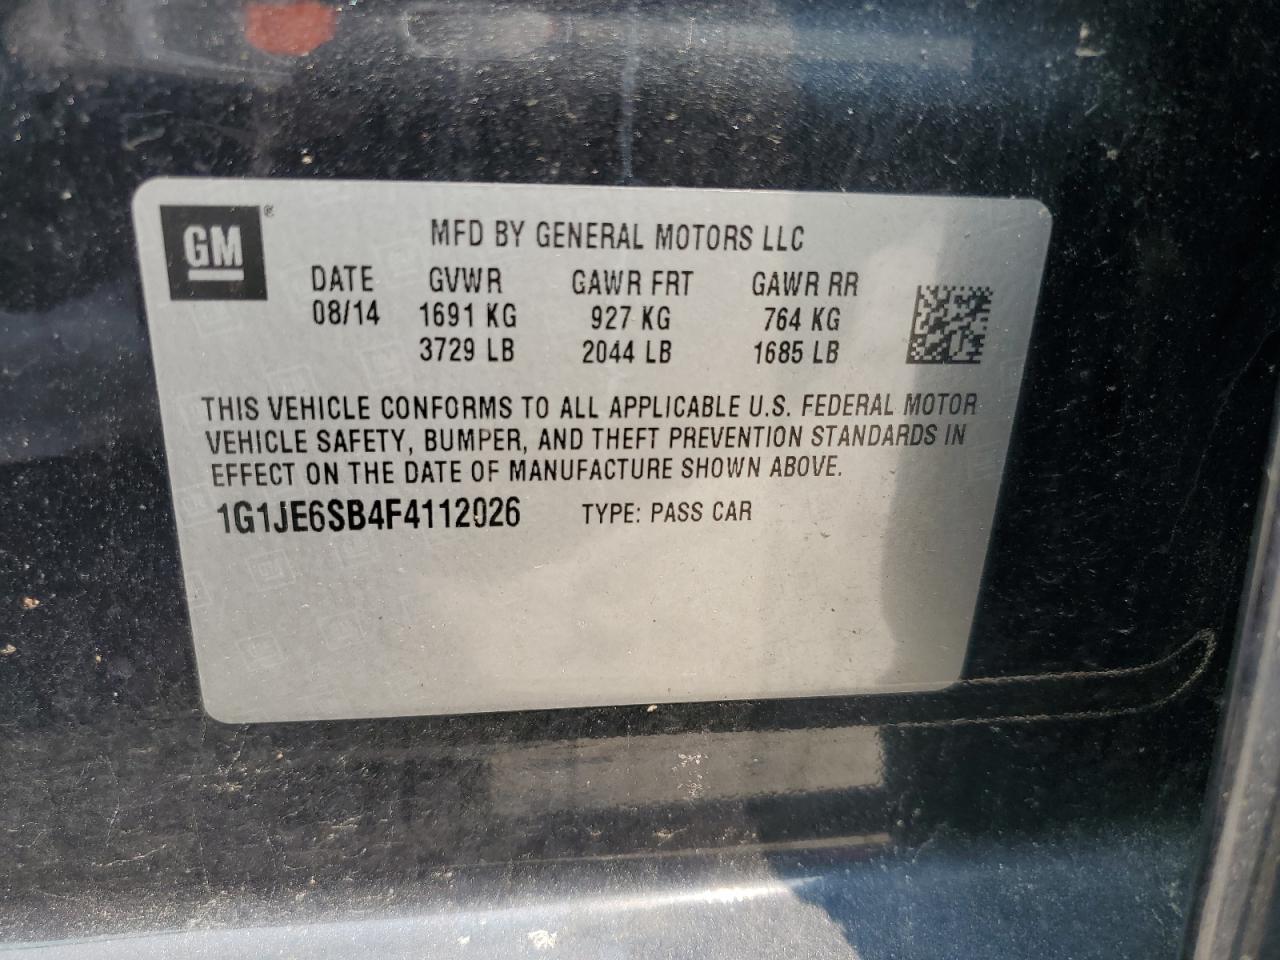 GM®
MFD BY GENERAL MOTORS LLC
DATE GVWR GAWR FRT GAWR RR
08/14 1691 KG 927 KG 764 KG
3729 LB 2044 LB 1685 LB
THIS VEHICLE CONFORMS TO ALL APPLICABLE U.S. FEDERAL MOTOR
VEHICLE SAFETY, BUMPER, AND THEFT PREVENTION STANDARDS IN
EFFECT ON THE DATE OF MANUFACTURE SHOWN ABOVE.
1G1JE6SB4F4112026 TYPE: PASS CAR